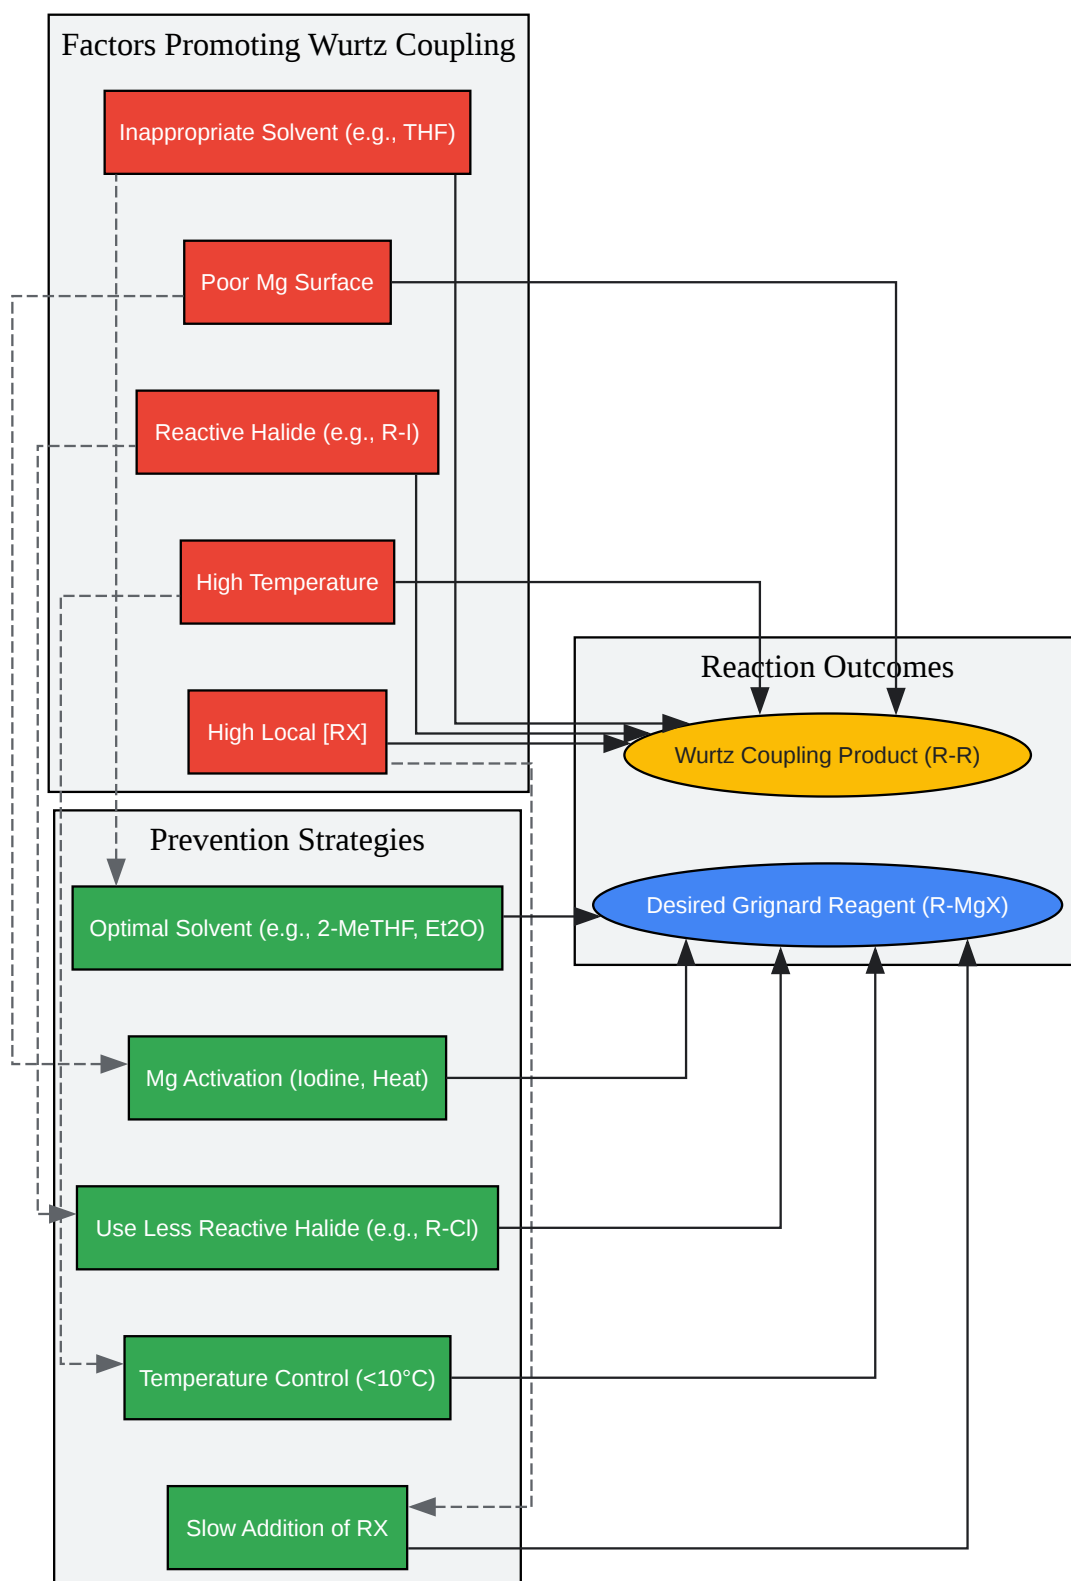 Factors Promoting Wurtz Coupling
Inappropriate Solvent (e.g., THF)
Poor Mg Surface
Reactive Halide (e.g., R-I)
High Temperature
High Local [RX]
Reaction Outcomes
Wurtz Coupling Product (R-R)
Desired Grignard Reagent (R-MgX)
Prevention Strategies
Optimal Solvent (e.g., 2-MeTHF, Et2O)
Mg Activation (Iodine, Heat)
Use Less Reactive Halide (e.g., R-Cl)
Temperature Control (<10°C)
Slow Addition of RX